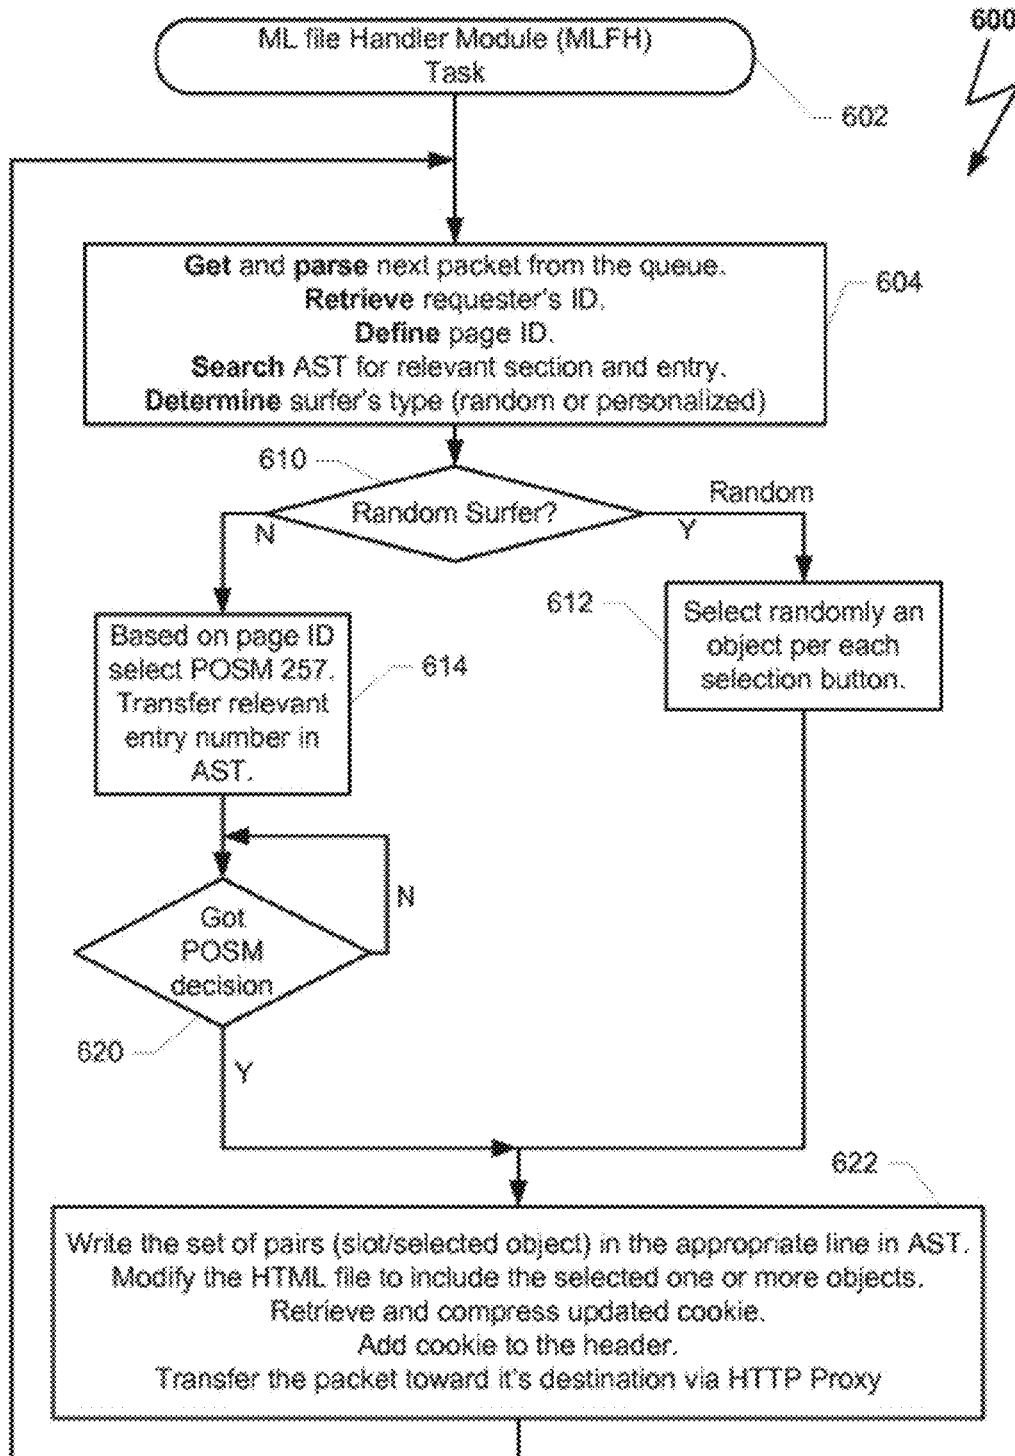 600
ML file Handler Module (MLFH)
Task
602
Get and parse next packet from the queue.
Retrieve requester's ID.
Define page ID.
Search AST for relevant section and entry.
Determine surfer's type (random or personalized)
604
610
Random Surfer?
N
Y
Random
612
Select randomly an
object per each
selection button.
Based on page ID
select POSM 257.
Transfer relevant
entry number in
AST.
614
Got
POSM
decision
N
620
Y
622
Write the set of pairs (slot/selected object) in the appropriate line in AST.
Modify the HTML file to include the selected one or more objects.
Retrieve and compress updated cookie.
Add cookie to the header.
Transfer the packet toward it's destination via HTTP Proxy